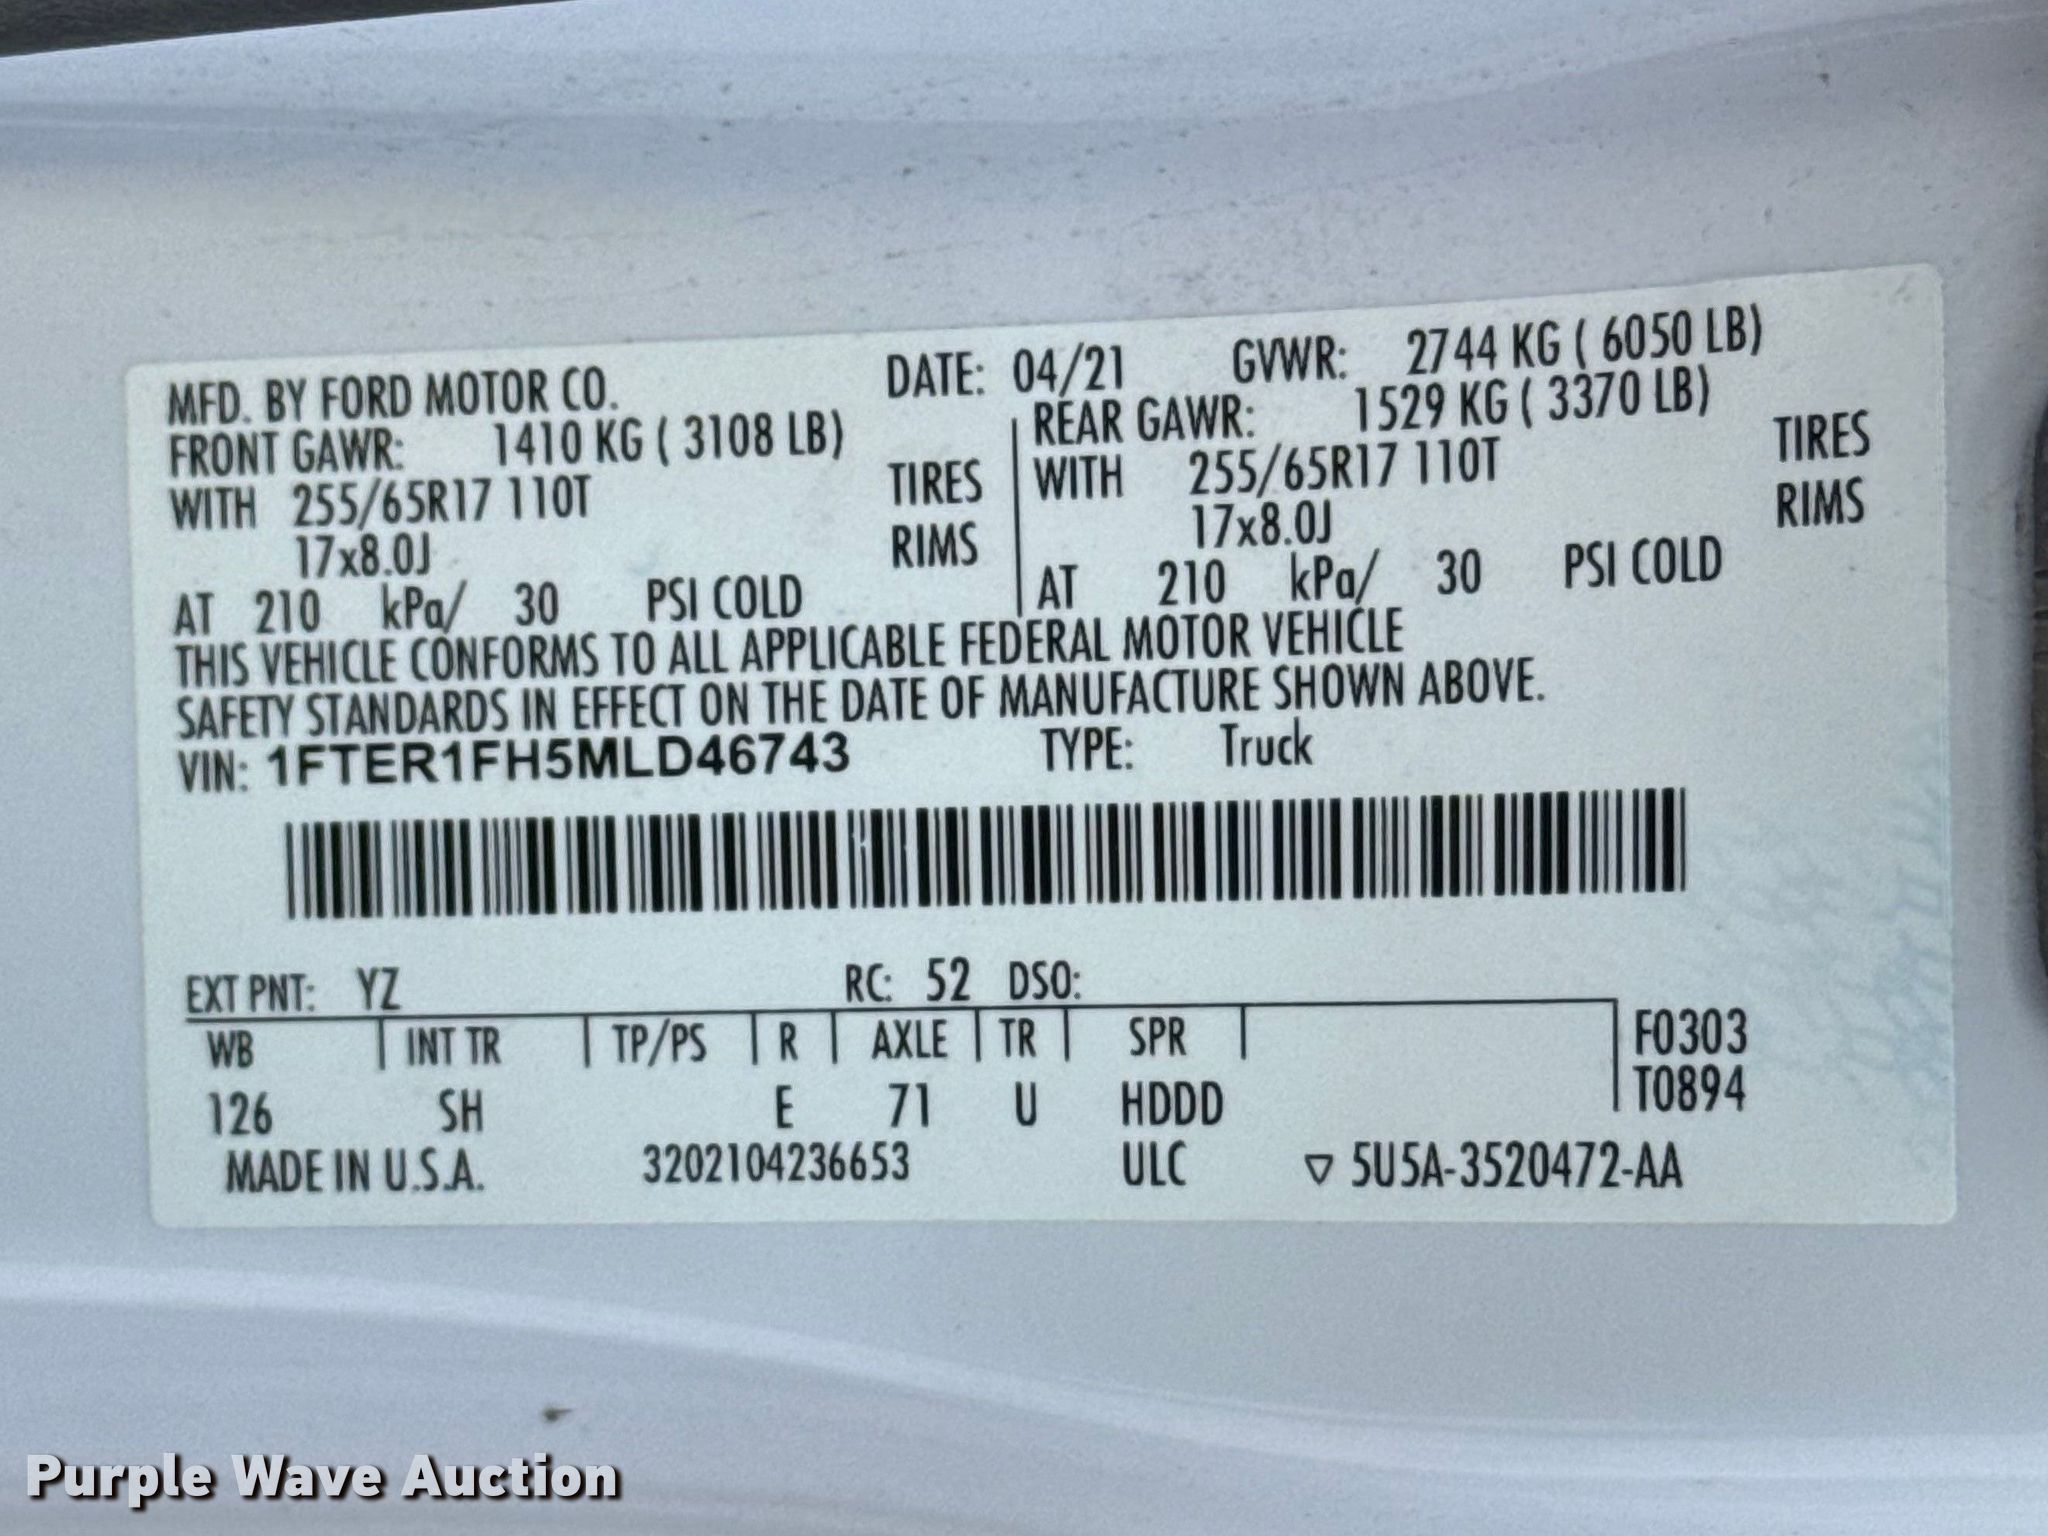 MFD. BY FORD MOTOR CO. DATE: 04/21 GVWR: 2744 KG ( 6050 LB)
FRONT GAWR: 1410 KG ( 3108 LB) REAR GAWR: 1529 KG ( 3370 LB)
WITH 255/65R17 110T TIRES WITH 255/65R17 110T TIRES
17x8.0J RIMS 17x8.0J RIMS
AT 210 kPa/ 30 PSI COLD AT 210 kPa/ 30 PSI COLD
THIS VEHICLE CONFORMS TO ALL APPLICABLE FEDERAL MOTOR VEHICLE
SAFETY STANDARDS IN EFFECT ON THE DATE OF MANUFACTURE SHOWN ABOVE.
VIN: 1FTER1FH5MLD46743 TYPE: Truck
EXT PNT: YZ RC: 52 DSO:
WB INT TR TP/PS R AXLE TR SPR F0303
126 SH E 71 U HDDD T0894
MADE IN U.S.A. 3202104236653 ULC ▽ 5U5A-3520472-AA
Purple Wave Auction